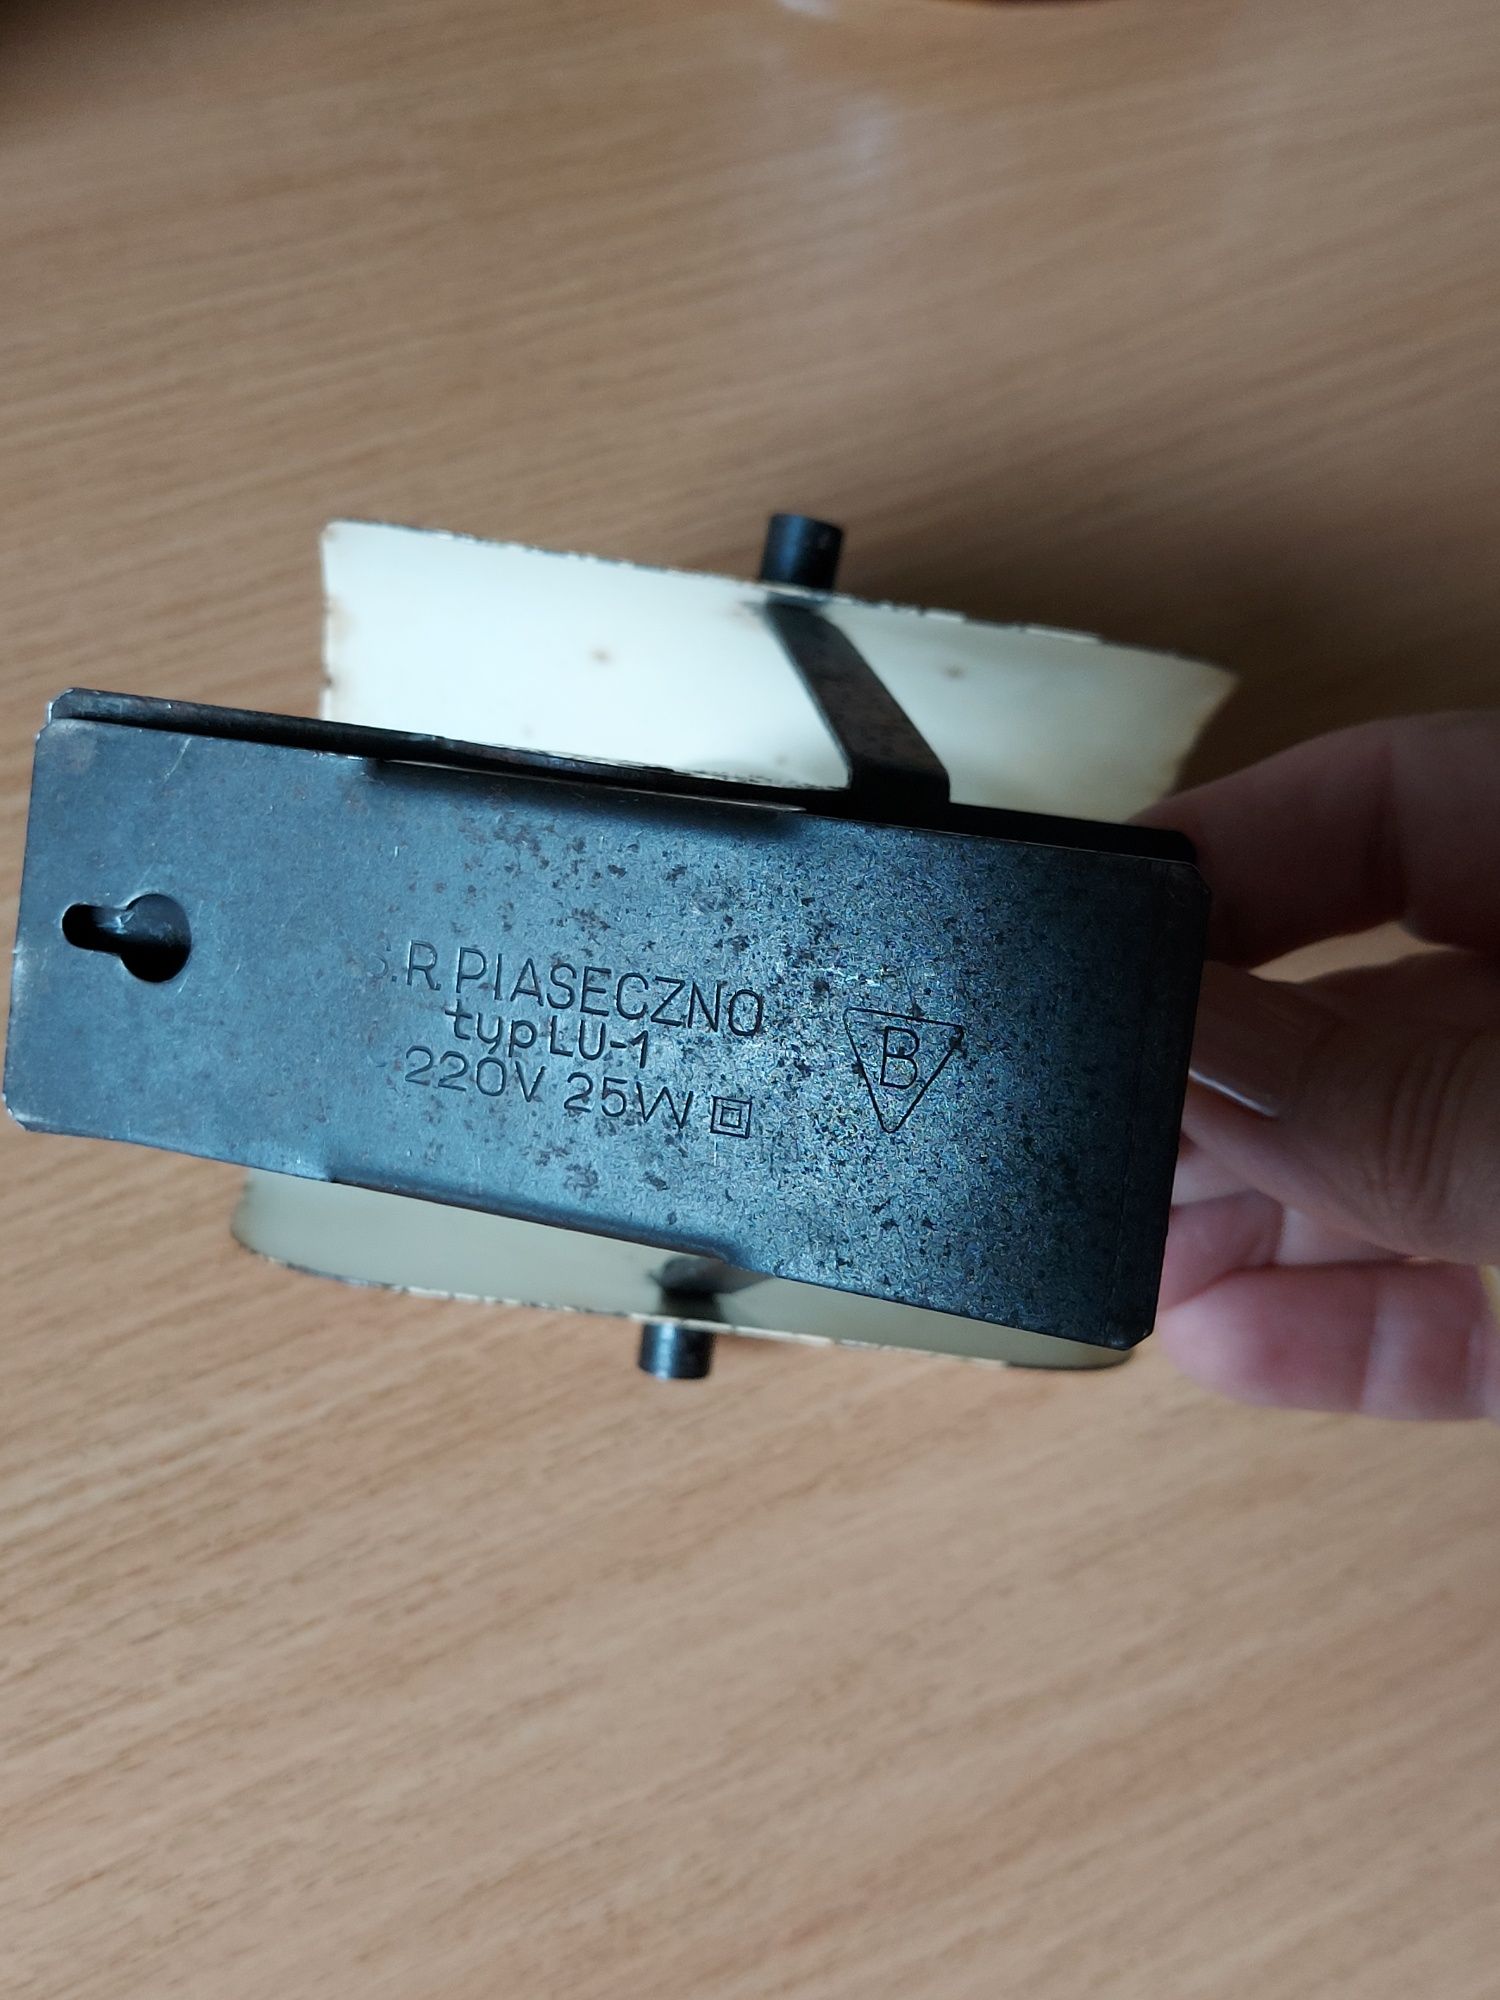 S.R. PIASECZNO
typ LU-1
220V 25W
B